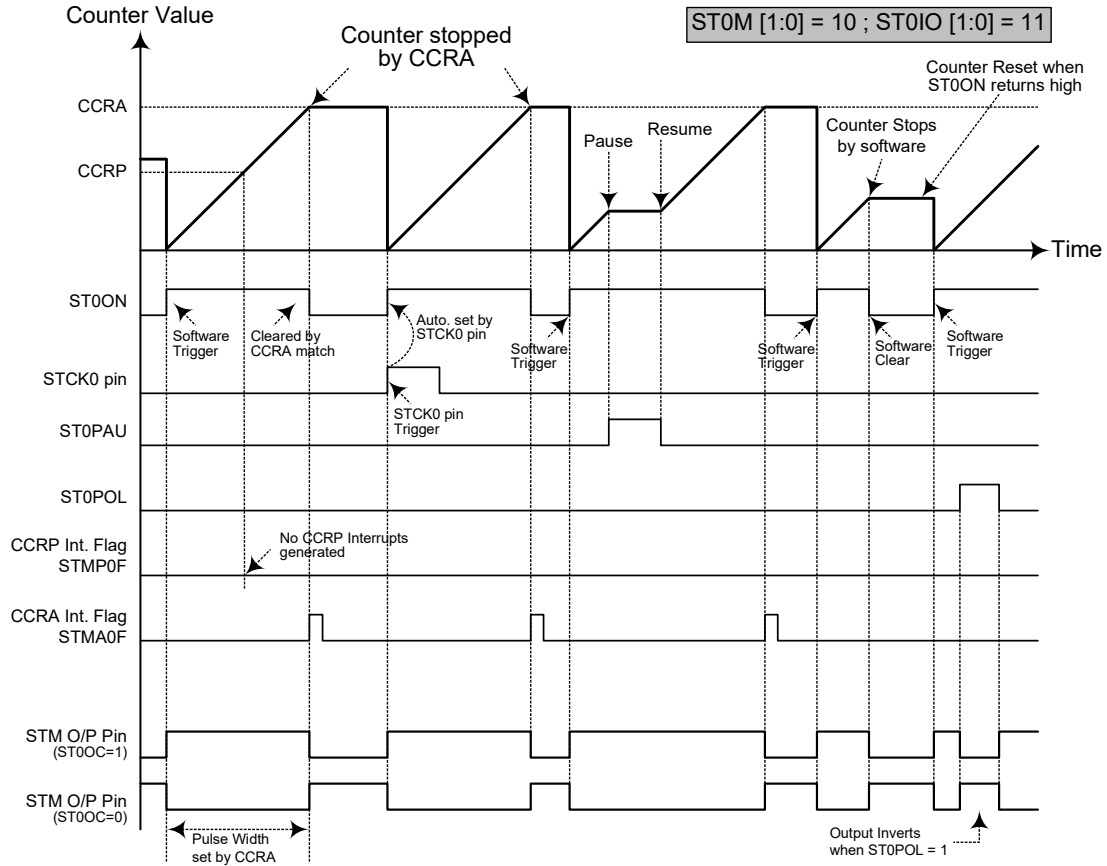 Counter Value
ST0M [1:0] = 10 ; ST0IO [1:0] = 11
Counter stopped
by CCRA
Counter Reset when
ST0ON returns high
CCRA
Pause
Resume
Counter Stops
by software
CCRP
Time
ST0ON
Software
Trigger
Cleared by
CCRA match
Auto. set by
STCK0 pin
Software
Trigger
Software
Trigger
Software
Clear
Software
Trigger
STCK0 pin
STCK0 pin
Trigger
ST0PAU
ST0POL
No CCRP Interrupts
generated
CCRP Int. Flag
STMP0F
CCRA Int. Flag
STMA0F
STM O/P Pin
(ST0OC=1)
STM O/P Pin
(ST0OC=0)
Pulse Width
set by CCRA
Output Inverts
when ST0POL = 1